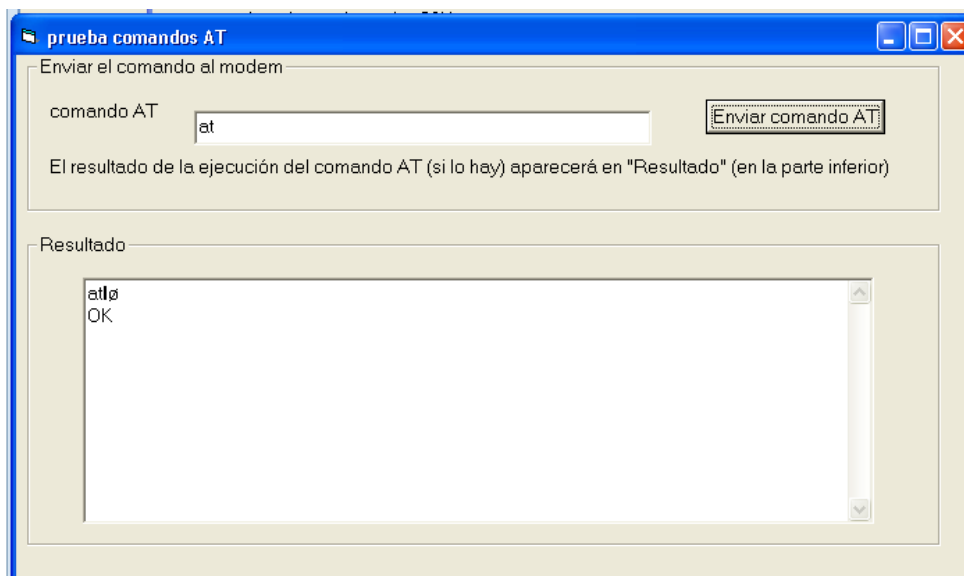 prueba comandos AT
Enviar el comando al modem
comando AT
at
Enviar comando AT
El resultado de la ejecución del comando AT (si lo hay) aparecerá en "Resultado" (en la parte inferior)
Resultado
atlø
OK